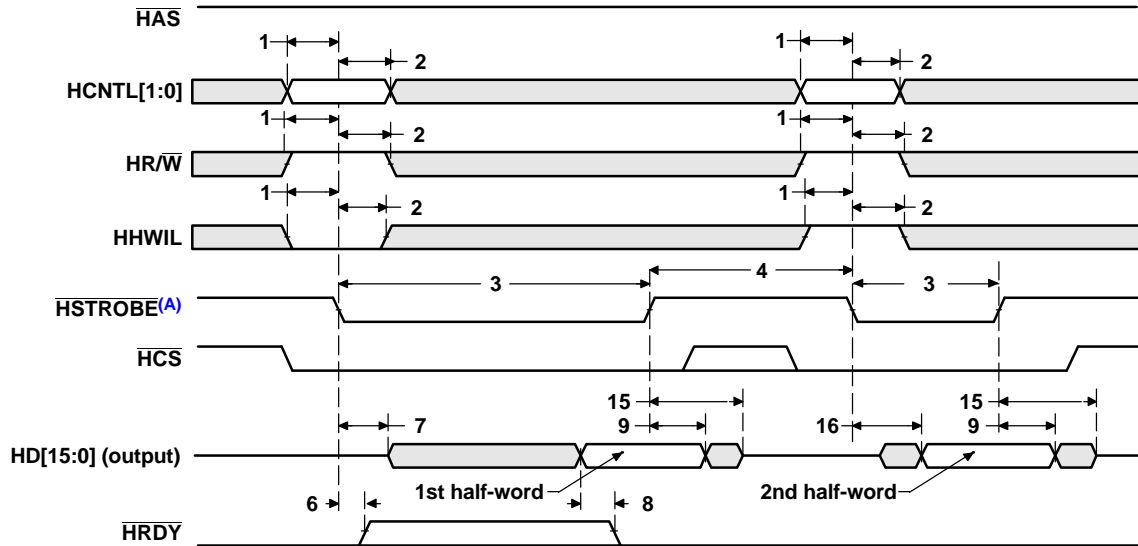 HAS
1
2
1
2
HCNTL[1:0]
1
2
1
2
HR/W
1
2
1
2
HHWIL
3
4
3
HSTROBE(A)
HCS
7
15
9
16
15
9
HD[15:0] (output)
1st half-word
2nd half-word
6
8
HRDY